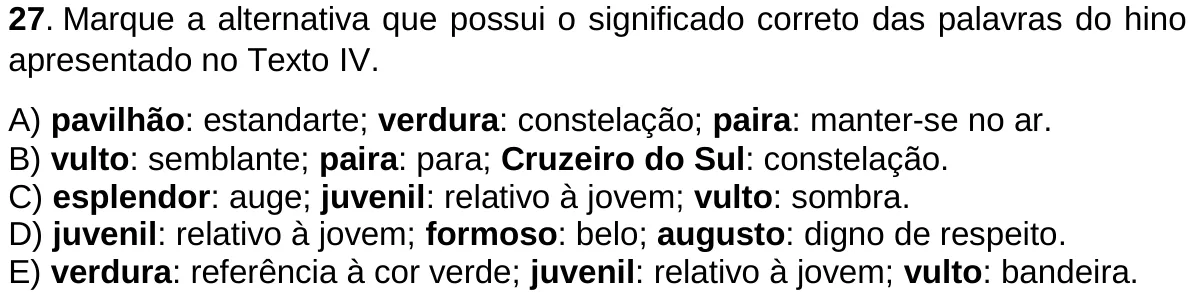 27. Marque a alternativa que possui o significado correto das palavras do hino
apresentado no Texto IV.
A) pavilhão: estandarte; verdura: constelação; paira: manter-se no ar.
B) vulto: semblante; paira: para; Cruzeiro do Sul: constelação.
C) esplendor: auge; juvenil: relativo à jovem; vulto: sombra.
D) juvenil: relativo à jovem; formoso: belo; augusto: digno de respeito.
E) verdura: referência à cor verde; juvenil: relativo à jovem; vulto: bandeira.